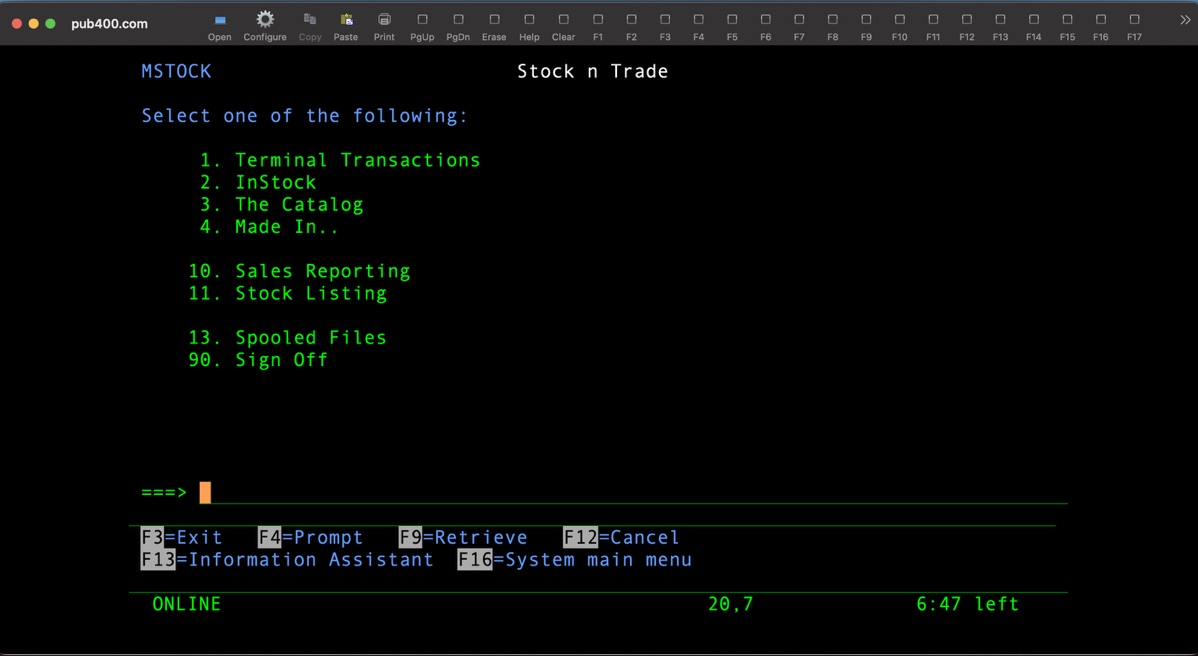 pub400.com
Open Configure Copy Paste Print PgUp PgDn Erase Help Clear F1 F2 F3 F4 F5 F6 F7 F8 F9 F10 F11 F12 F13 F14 F15 F16 F17
MSTOCK Stock n Trade
Select one of the following:
1. Terminal Transactions
2. InStock
3. The Catalog
4. Made In..
10. Sales Reporting
11. Stock Listing
13. Spooled Files
90. Sign Off
===>
F3=Exit F4=Prompt F9=Retrieve F12=Cancel
F13=Information Assistant F16=System main menu
ONLINE 20,7 6:47 left